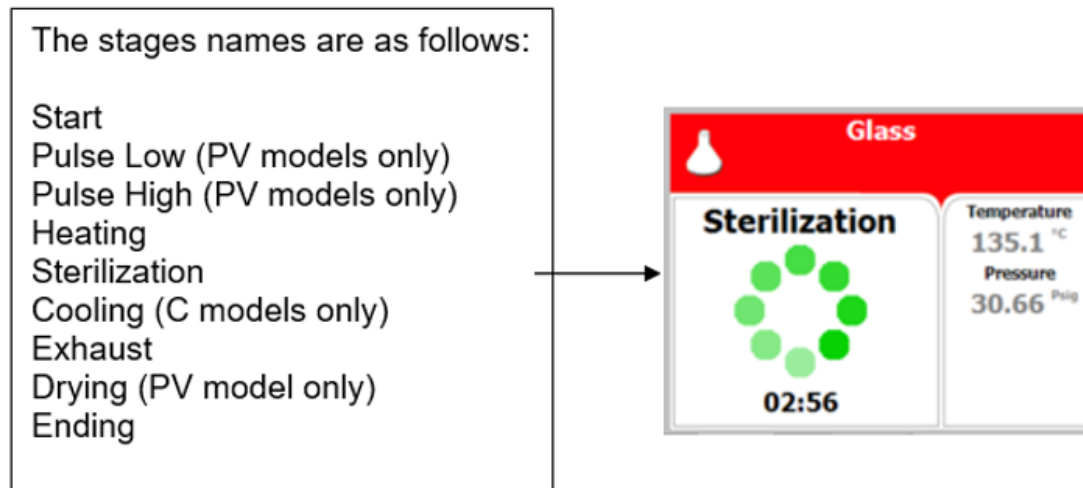 The stages names are as follows:
Start
Pulse Low (PV models only)
Pulse High (PV models only)
Heating
Sterilization
Cooling (C models only)
Exhaust
Drying (PV model only)
Ending
Glass
Sterilization
02:56
Temperature
135.1 °C
Pressure
30.66 Psig